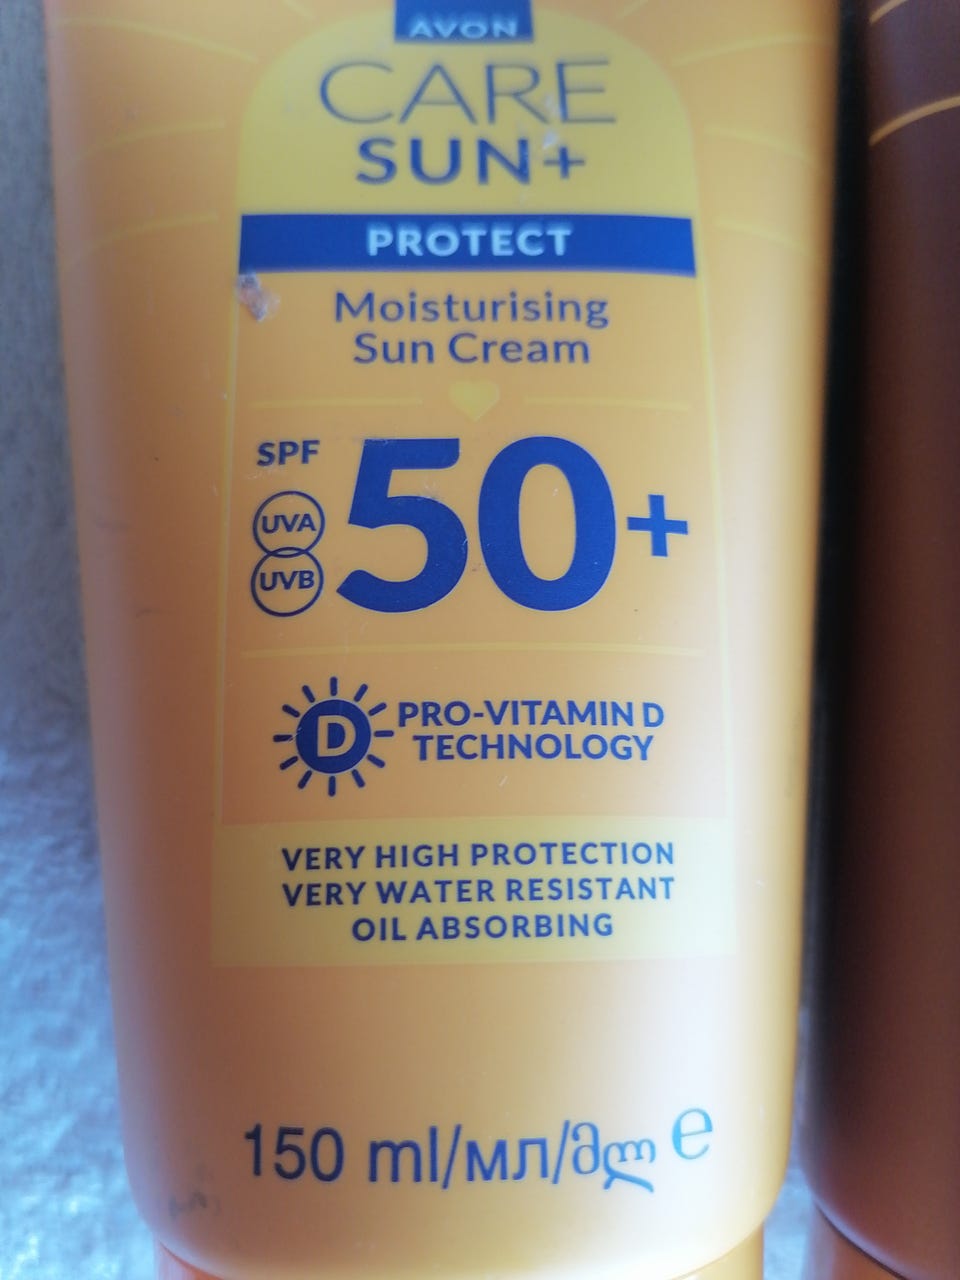 AVON
CARE
SUN+
PROTECT
Moisturising
Sun Cream
SPF
50+
UVA
UVB
D
PRO-VITAMIN D
TECHNOLOGY
VERY HIGH PROTECTION
VERY WATER RESISTANT
OIL ABSORBING
150 ml/мл/მლ e